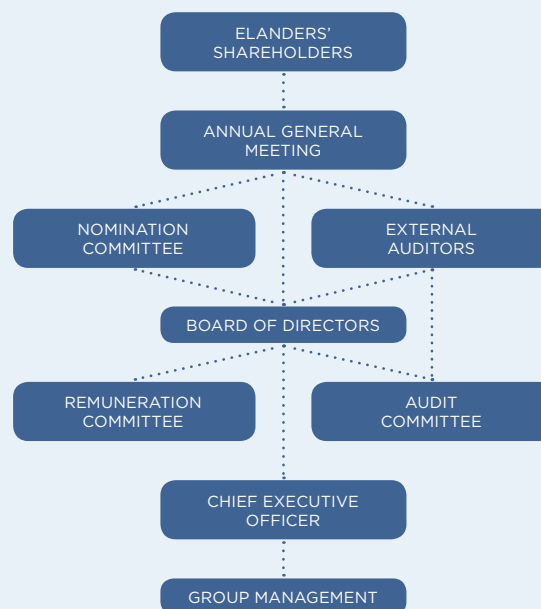 ELANDERS'
SHAREHOLDERS
ANNUAL GENERAL
MEETING
NOMINATION
COMMITTEE
EXTERNAL
AUDITORS
BOARD OF DIRECTORS
REMUNERATION
COMMITTEE
AUDIT
COMMITTEE
CHIEF EXECUTIVE
OFFICER
GROUP MANAGEMENT